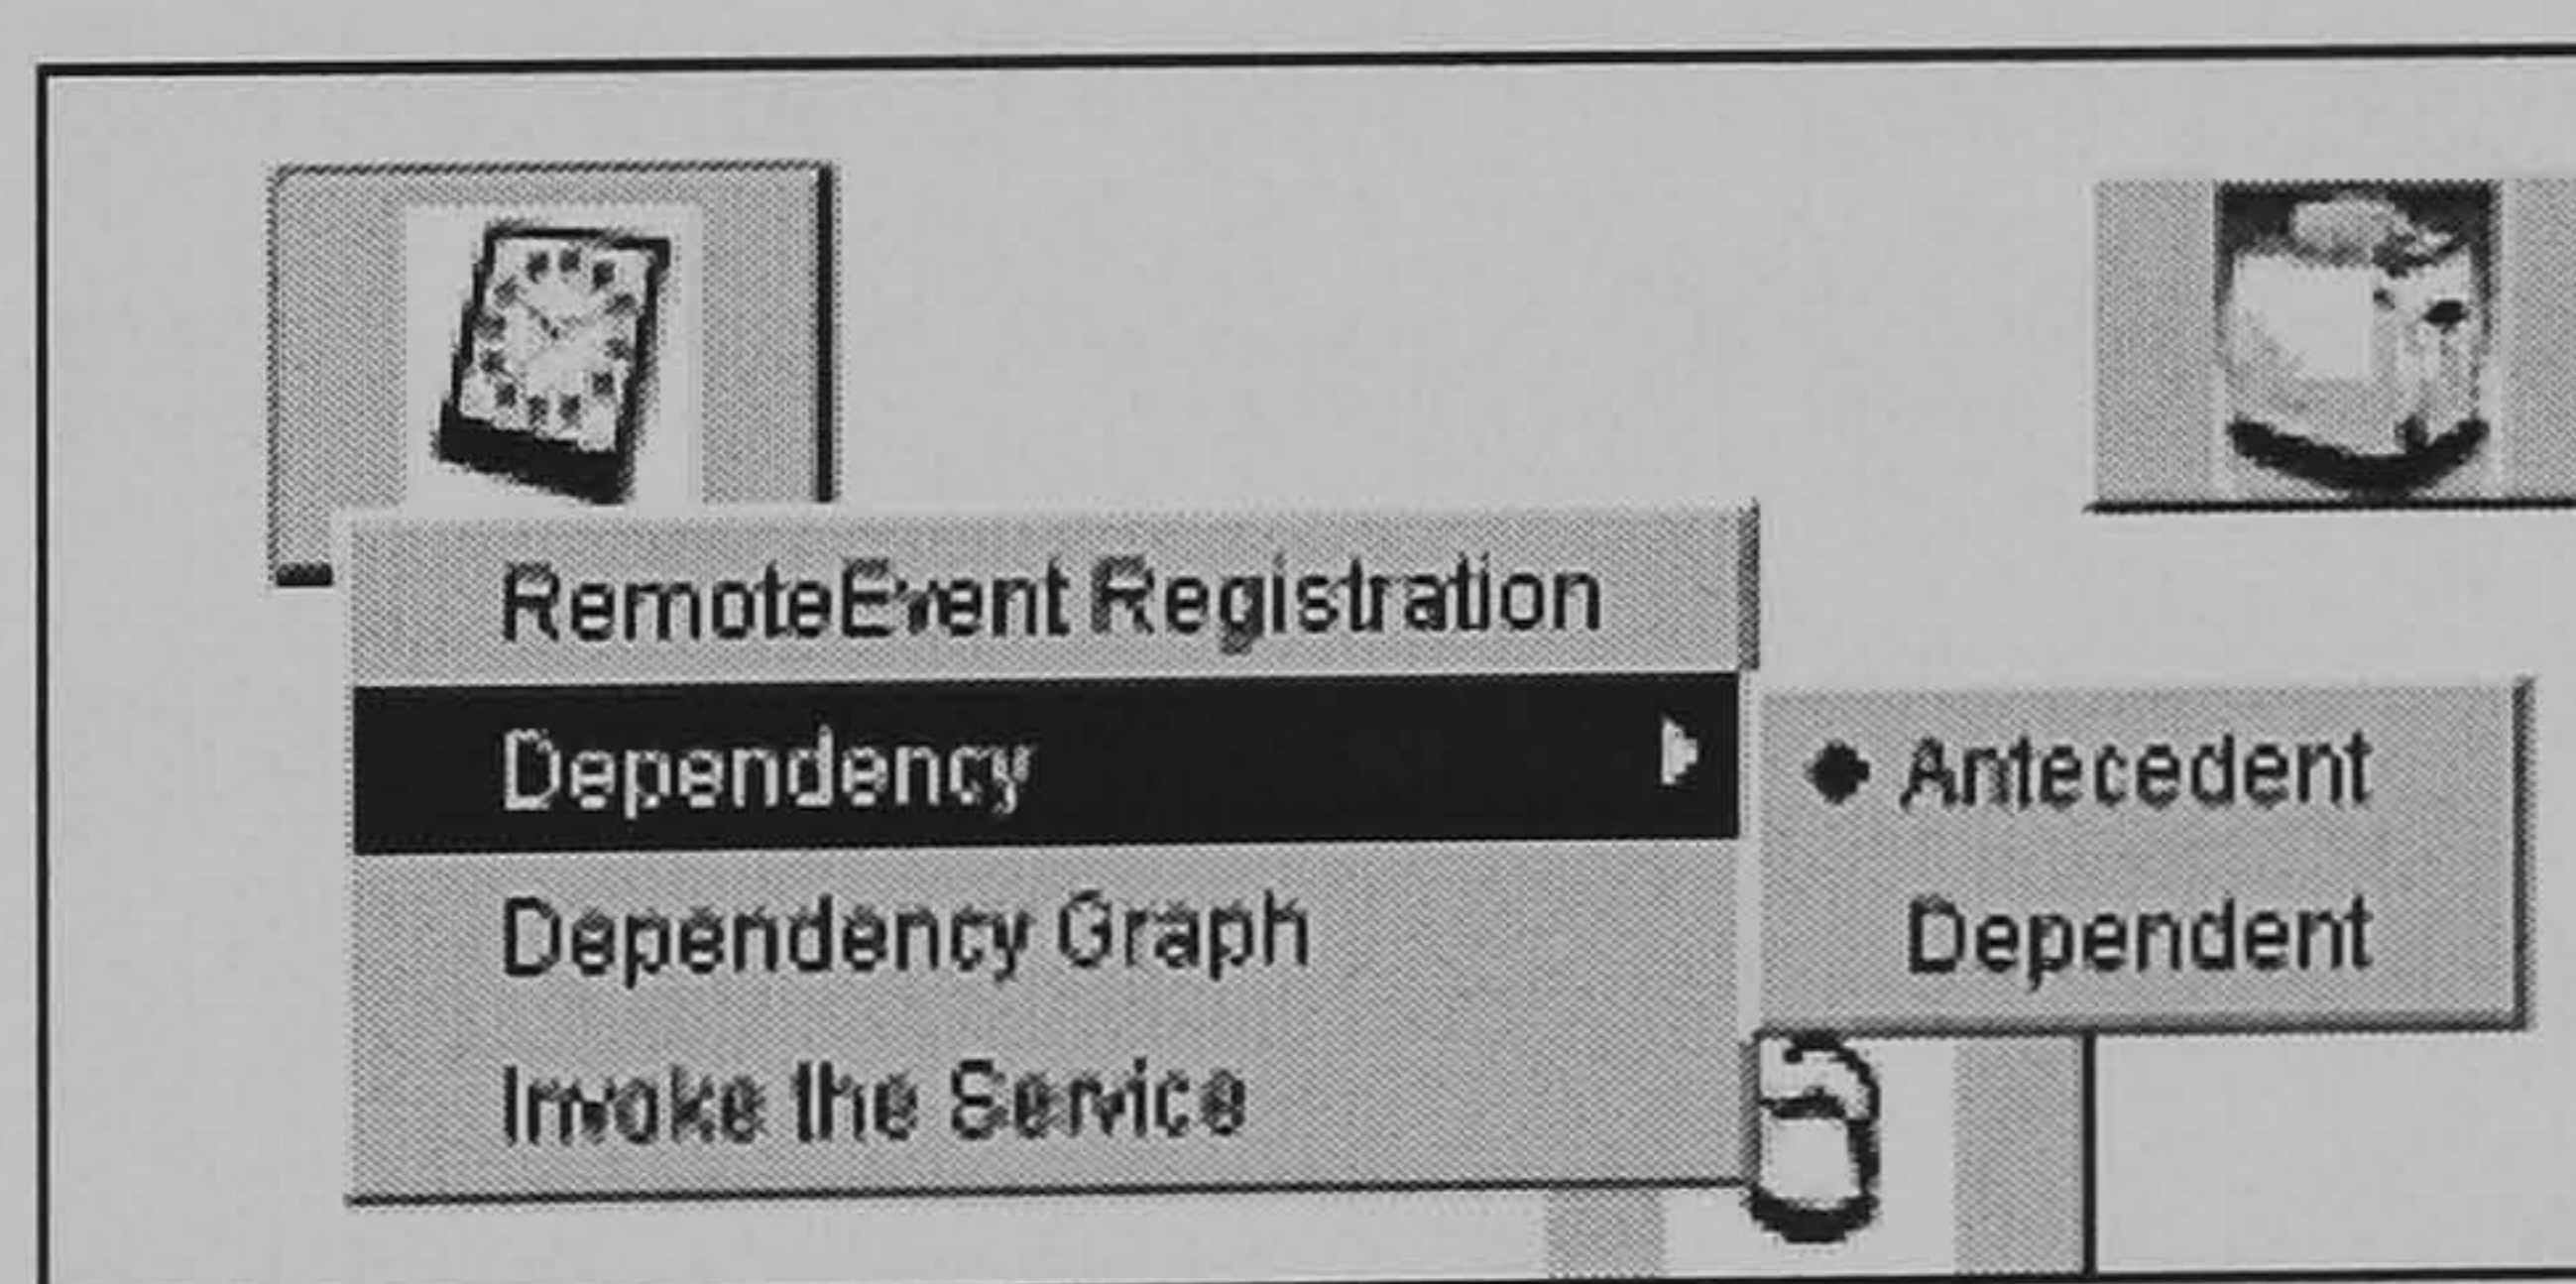 RemoteEvent Registration
Dependency
Antecedent
Dependency Graph
Dependent
Invoke the Service